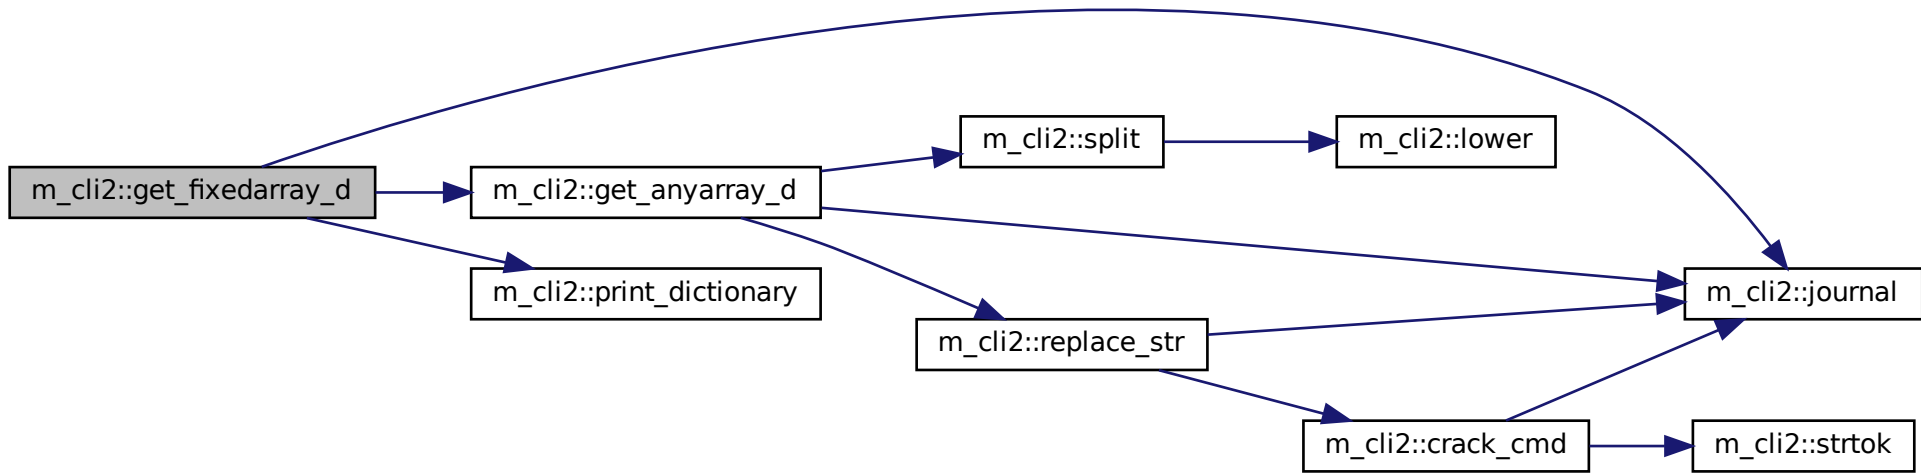 m_cli2::split
m_cli2::lower
m_cli2::get_fixedarray_d
m_cli2::get_anyarray_d
m_cli2::print_dictionary
m_cli2::journal
m_cli2::replace_str
m_cli2::crack_cmd
m_cli2::strtok